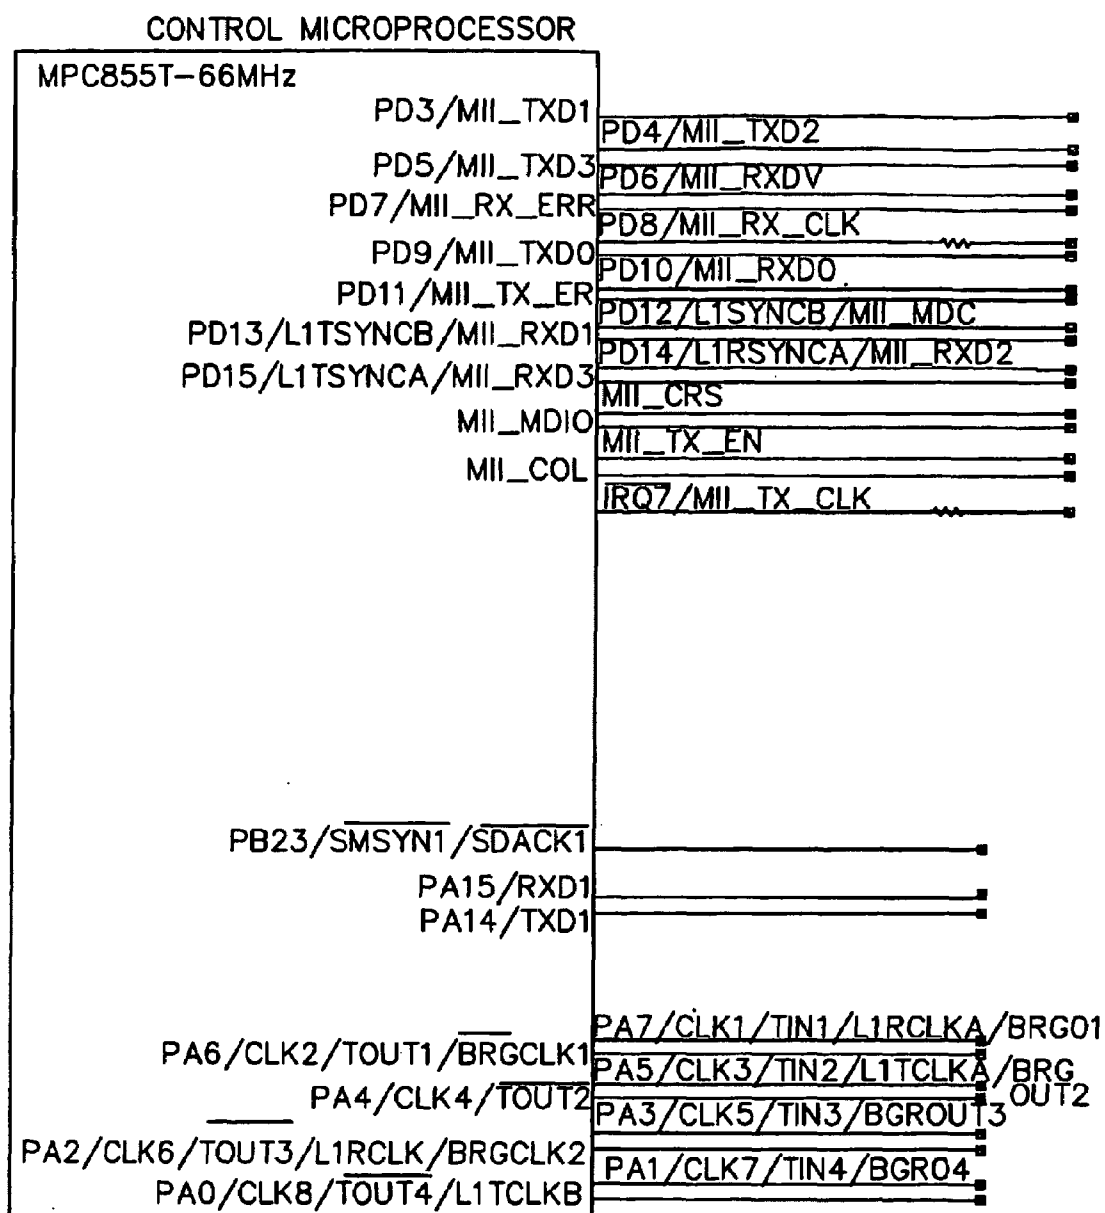 CONTROL MICROPROCESSOR
MPC855T-66MHz
PD3/MII_TXD1
PD4/MII_TXD2
PD5/MII_TXD3
PD6/MII_RXDV
PD7/MII_RX_ERR
PD8/MII_RX_CLK
PD9/MII_TXD0
PD10/MII_RXD0
PD11/MII_TX_ER
PD12/L1SYNCB/MII_MDC
PD13/L1TSYNCB/MII_RXD1
PD14/L1RSYNCA/MII_RXD2
PD15/L1TSYNCA/MII_RXD3
MII_CRS
MII_MDIO
MII_TX_EN
MII_COL
IRQ7/MII_TX_CLK
PB23/SMSYN1/SDACK1
PA15/RXD1
PA14/TXD1
PA7/CLK1/TIN1/L1RCLKA/BRGO1
PA6/CLK2/TOUT1/BRGCLK1
PA5/CLK3/TIN2/L1TCLKA/BRG
OUT2
PA4/CLK4/TOUT2
PA3/CLK5/TIN3/BGROUT3
PA2/CLK6/TOUT3/L1RCLK/BRGCLK2
PA1/CLK7/TIN4/BGRO4
PA0/CLK8/TOUT4/L1TCLKB